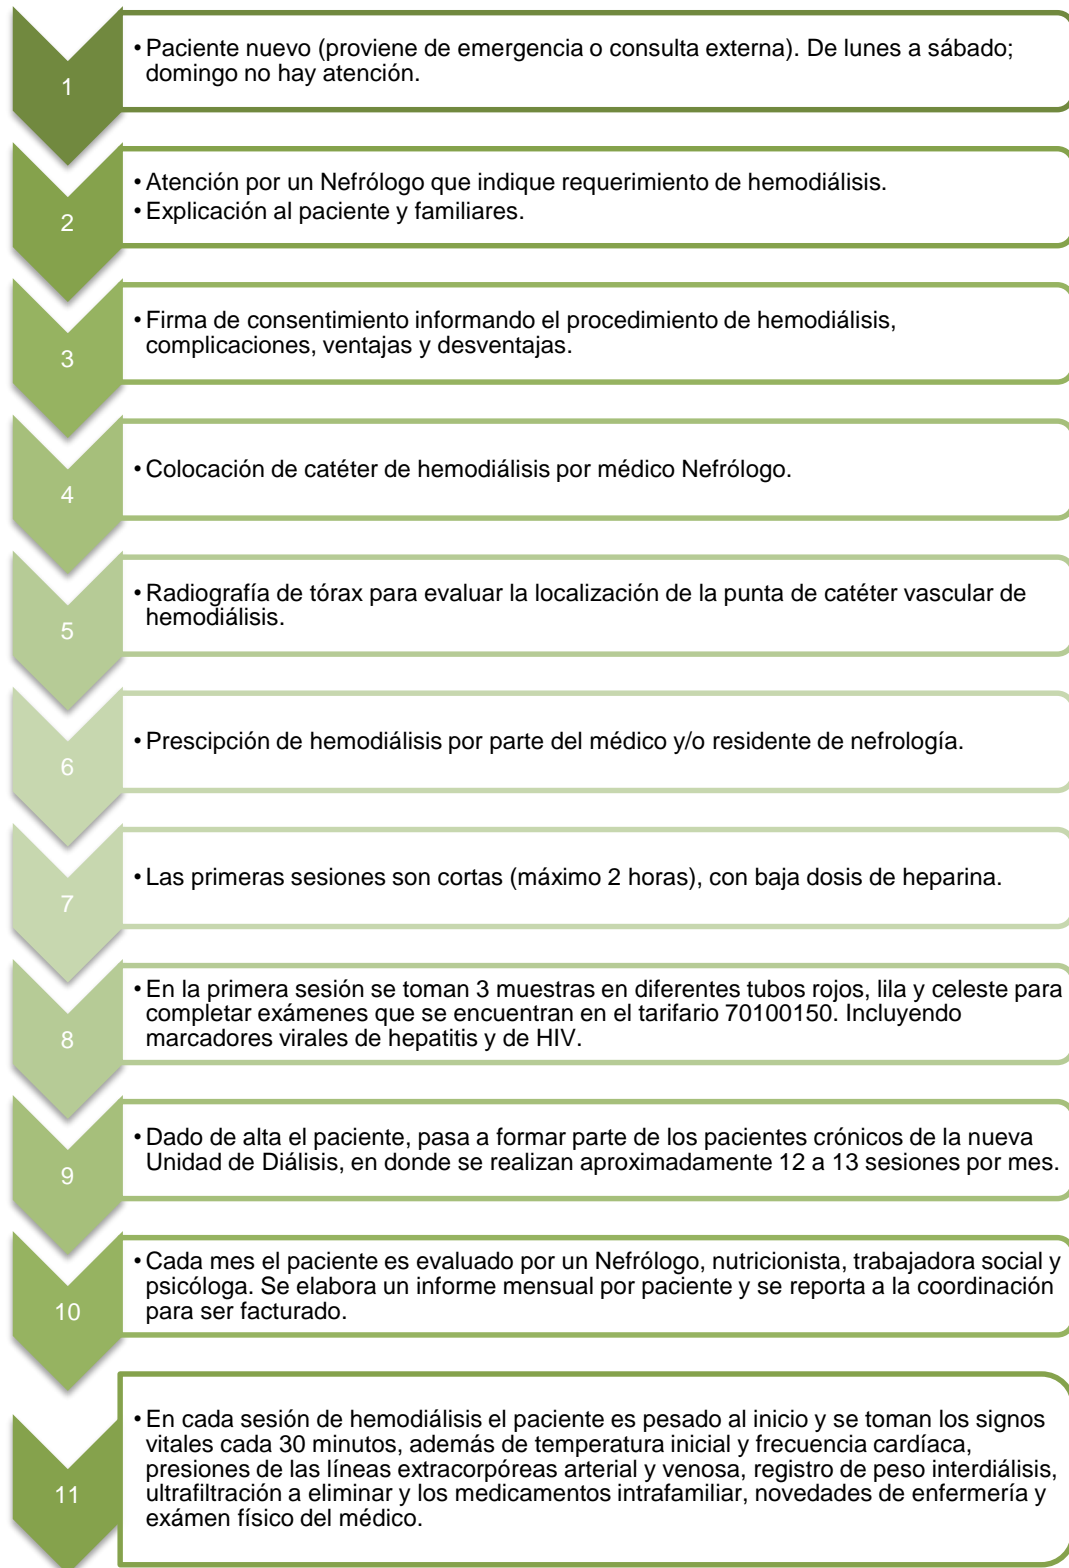 1
• Paciente nuevo (proviene de emergencia o consulta externa). De lunes a sábado;
domingo no hay atención.
2
• Atención por un Nefrólogo que indique requerimiento de hemodiálisis.
• Explicación al paciente y familiares.
3
• Firma de consentimiento informando el procedimiento de hemodiálisis,
complicaciones, ventajas y desventajas.
4
• Colocación de catéter de hemodiálisis por médico Nefrólogo.
5
• Radiografía de tórax para evaluar la localización de la punta de catéter vascular de
hemodiálisis.
6
• Prescipción de hemodiálisis por parte del médico y/o residente de nefrología.
7
• Las primeras sesiones son cortas (máximo 2 horas), con baja dosis de heparina.
8
• En la primera sesión se toman 3 muestras en diferentes tubos rojos, lila y celeste para
completar exámenes que se encuentran en el tarifario 70100150. Incluyendo
marcadores virales de hepatitis y de HIV.
9
• Dado de alta el paciente, pasa a formar parte de los pacientes crónicos de la nueva
Unidad de Diálisis, en donde se realizan aproximadamente 12 a 13 sesiones por mes.
10
• Cada mes el paciente es evaluado por un Nefrólogo, nutricionista, trabajadora social y
psicóloga. Se elabora un informe mensual por paciente y se reporta a la coordinación
para ser facturado.
11
• En cada sesión de hemodiálisis el paciente es pesado al inicio y se toman los signos
vitales cada 30 minutos, además de temperatura inicial y frecuencia cardíaca,
presiones de las líneas extracorpóreas arterial y venosa, registro de peso interdiálisis,
ultrafiltración a eliminar y los medicamentos intrafamiliar, novedades de enfermería y
exámen físico del médico.